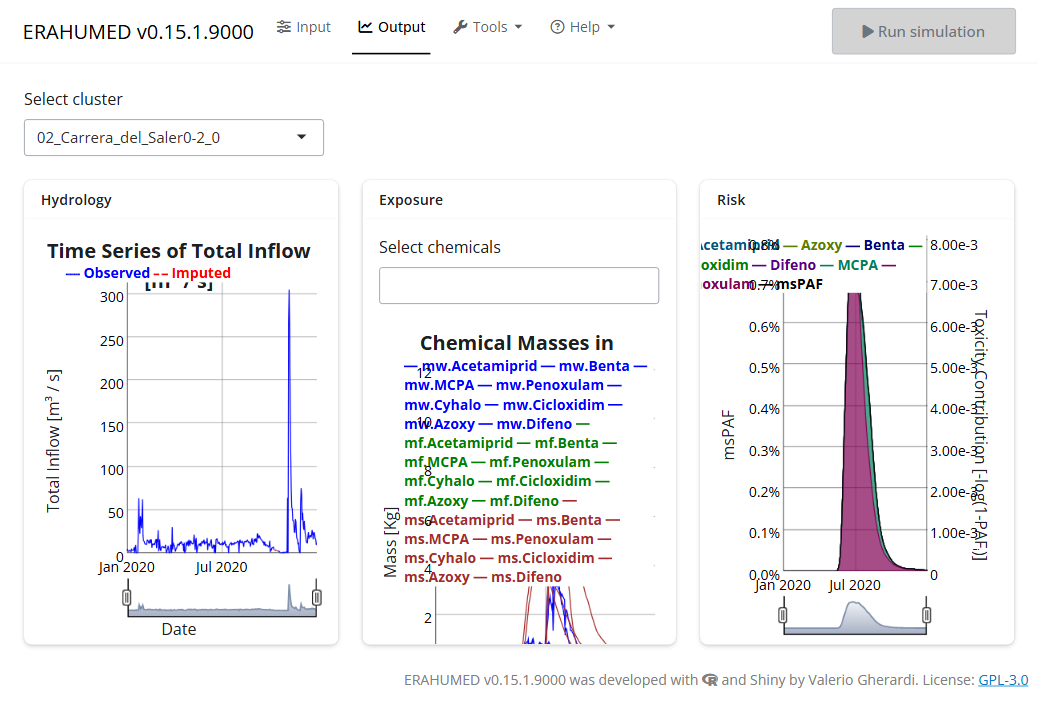 ERAHUMED v0.15.1.9000
Input
Output
Tools
Help
Run simulation
Select cluster
02_Carrera_del_Saler0-2_0
Hydrology
Time Series of Total Inflow
[m³ / s]
Observed
Imputed
Total Inflow [m³ / s]
300
250
200
150
100
50
0
Jan 2020
Jul 2020
Date
Exposure
Select chemicals
Chemical Masses in
mw.Acetamiprid — mw.Benta
mw.MCPA — mw.Penoxulam
mw.Cyhalo — mw.Cicloxidim
mw.Azoxy — mw.Difeno
mf.Acetamiprid — mf.Benta
mf.MCPA — mf.Penoxulam
mf.Cyhalo — mf.Cicloxidim
mf.Azoxy — mf.Difeno
ms.Acetamiprid — ms.Benta
ms.MCPA — ms.Penoxulam
ms.Cyhalo — ms.Cicloxidim
ms.Azoxy — ms.Difeno
Mass [Kg]
12
10
8
6
4
2
Risk
Acetamiprid — Azoxy — Benta
oxidim — Difeno — MCPA
oxulam — msPAF
msPAF
0.8%
0.7%
0.6%
0.5%
0.4%
0.3%
0.2%
0.1%
0.0%
8.00e-3
7.00e-3
6.00e-3
5.00e-3
4.00e-3
3.00e-3
2.00e-3
1.00e-3
0
Toxicity Contribution [-log(1-PAFᵢ)]
Jan 2020
Jul 2020
ERAHUMED v0.15.1.9000 was developed with R and Shiny by Valerio Gherardi. License: GPL-3.0